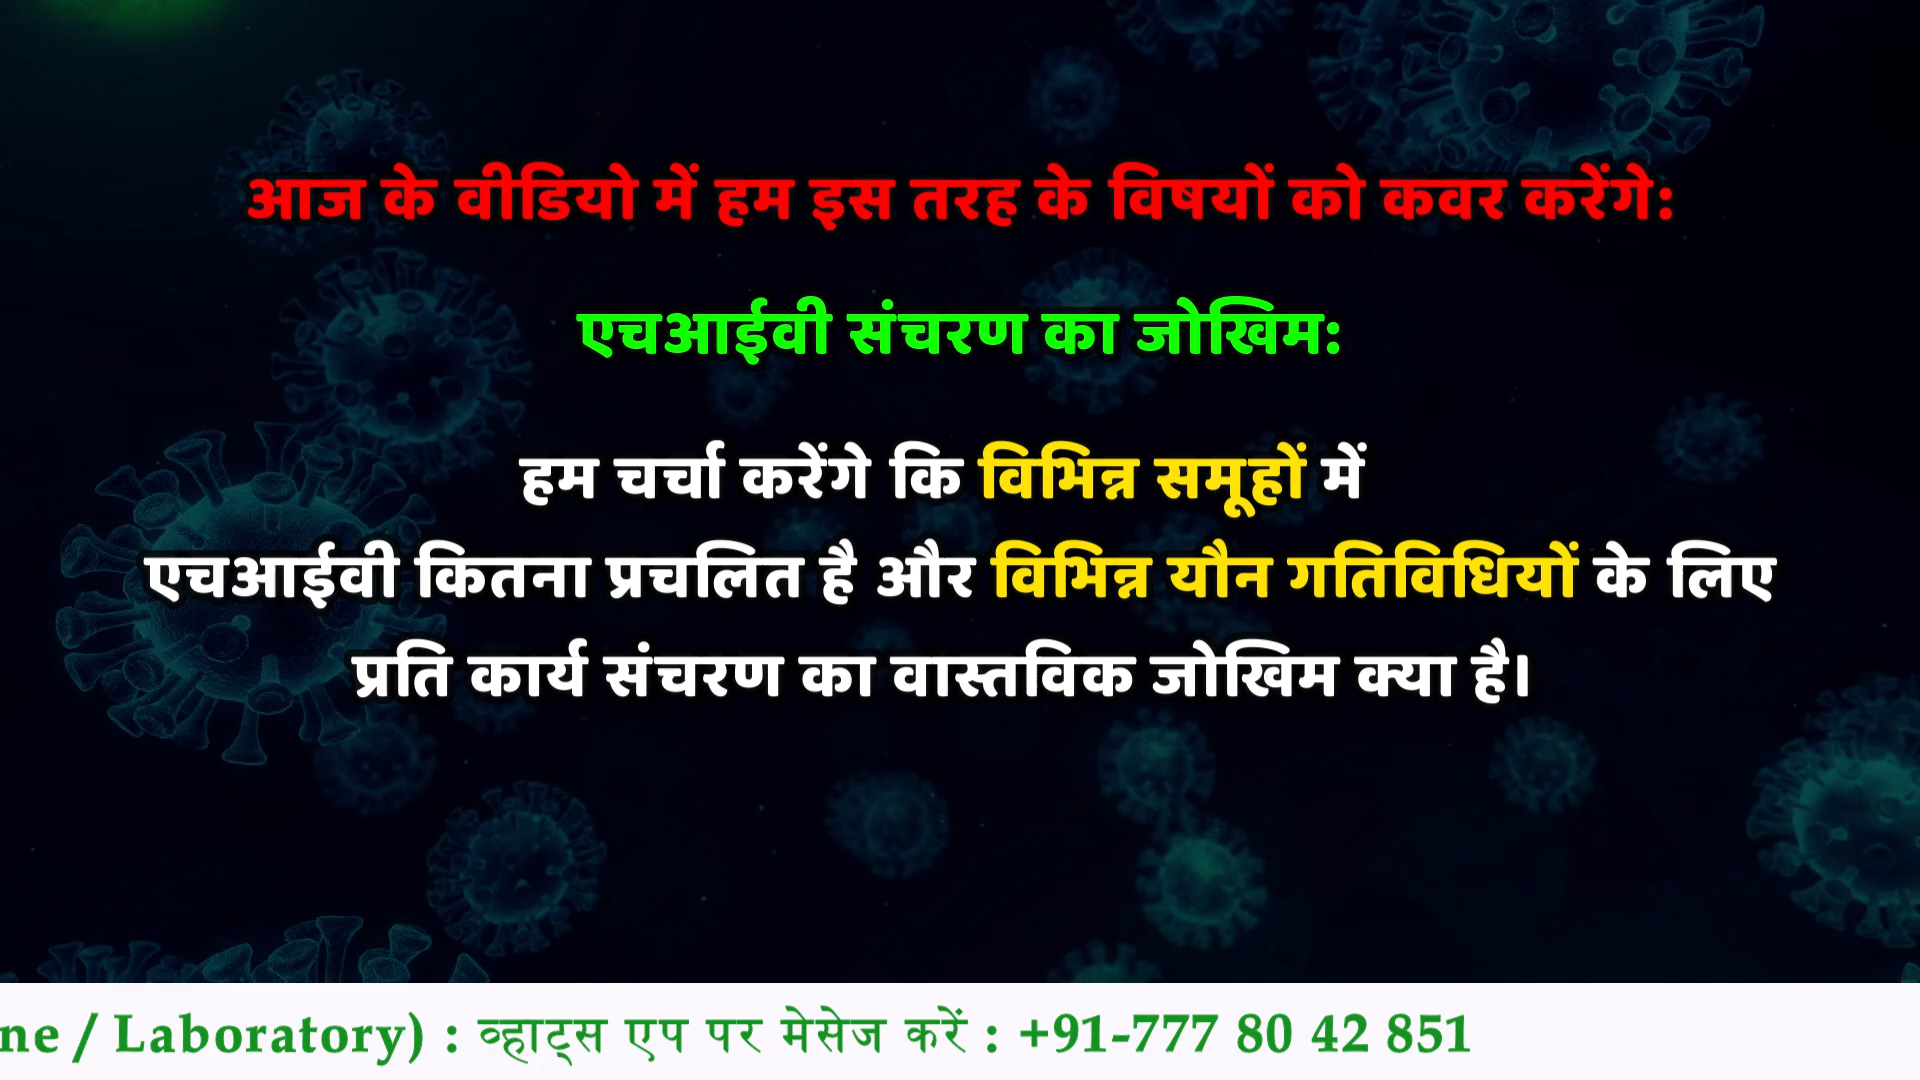 आज के वीडियो में हम इस तरह के विषयों को कवर करेंगे:
एचआईवी संचरण का जोखिम:
हम चर्चा करेंगे कि विभिन्न समूहों में
एचआईवी कितना प्रचलित है और विभिन्न यौन गतिविधियों के लिए
प्रति कार्य संचरण का वास्तविक जोखिम क्या है।
ne / Laboratory) : व्हाट्स एप पर मेसेज करें : +91-777 80 42 851